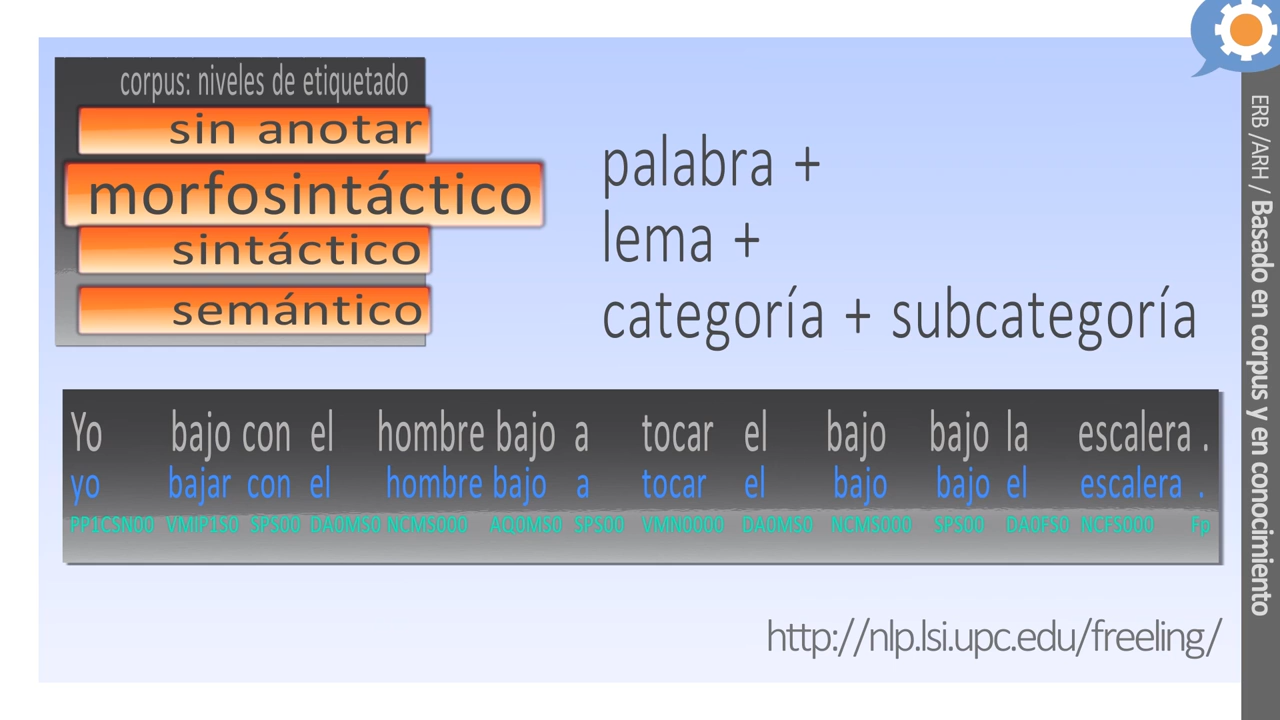 corpus: niveles de etiquetado
sin anotar
morfosintáctico
sintáctico
semántico
palabra +
lema +
categoría + subcategoría
Yo bajo con el hombre bajo a tocar el bajo bajo la escalera .
yo bajar con el hombre bajo a tocar el bajo bajo el escalera .
PP1CSN00 VMIP1S0 SPS00 DA0MS0 NCMS000 AQ0MS0 SPS00 VMN0000 DA0MS0 NCMS000 SPS00 DA0FS0 NCFS000 Fp
http://nlp.lsi.upc.edu/freeling/
ERB /ARH / Basado en corpus y en conocimiento